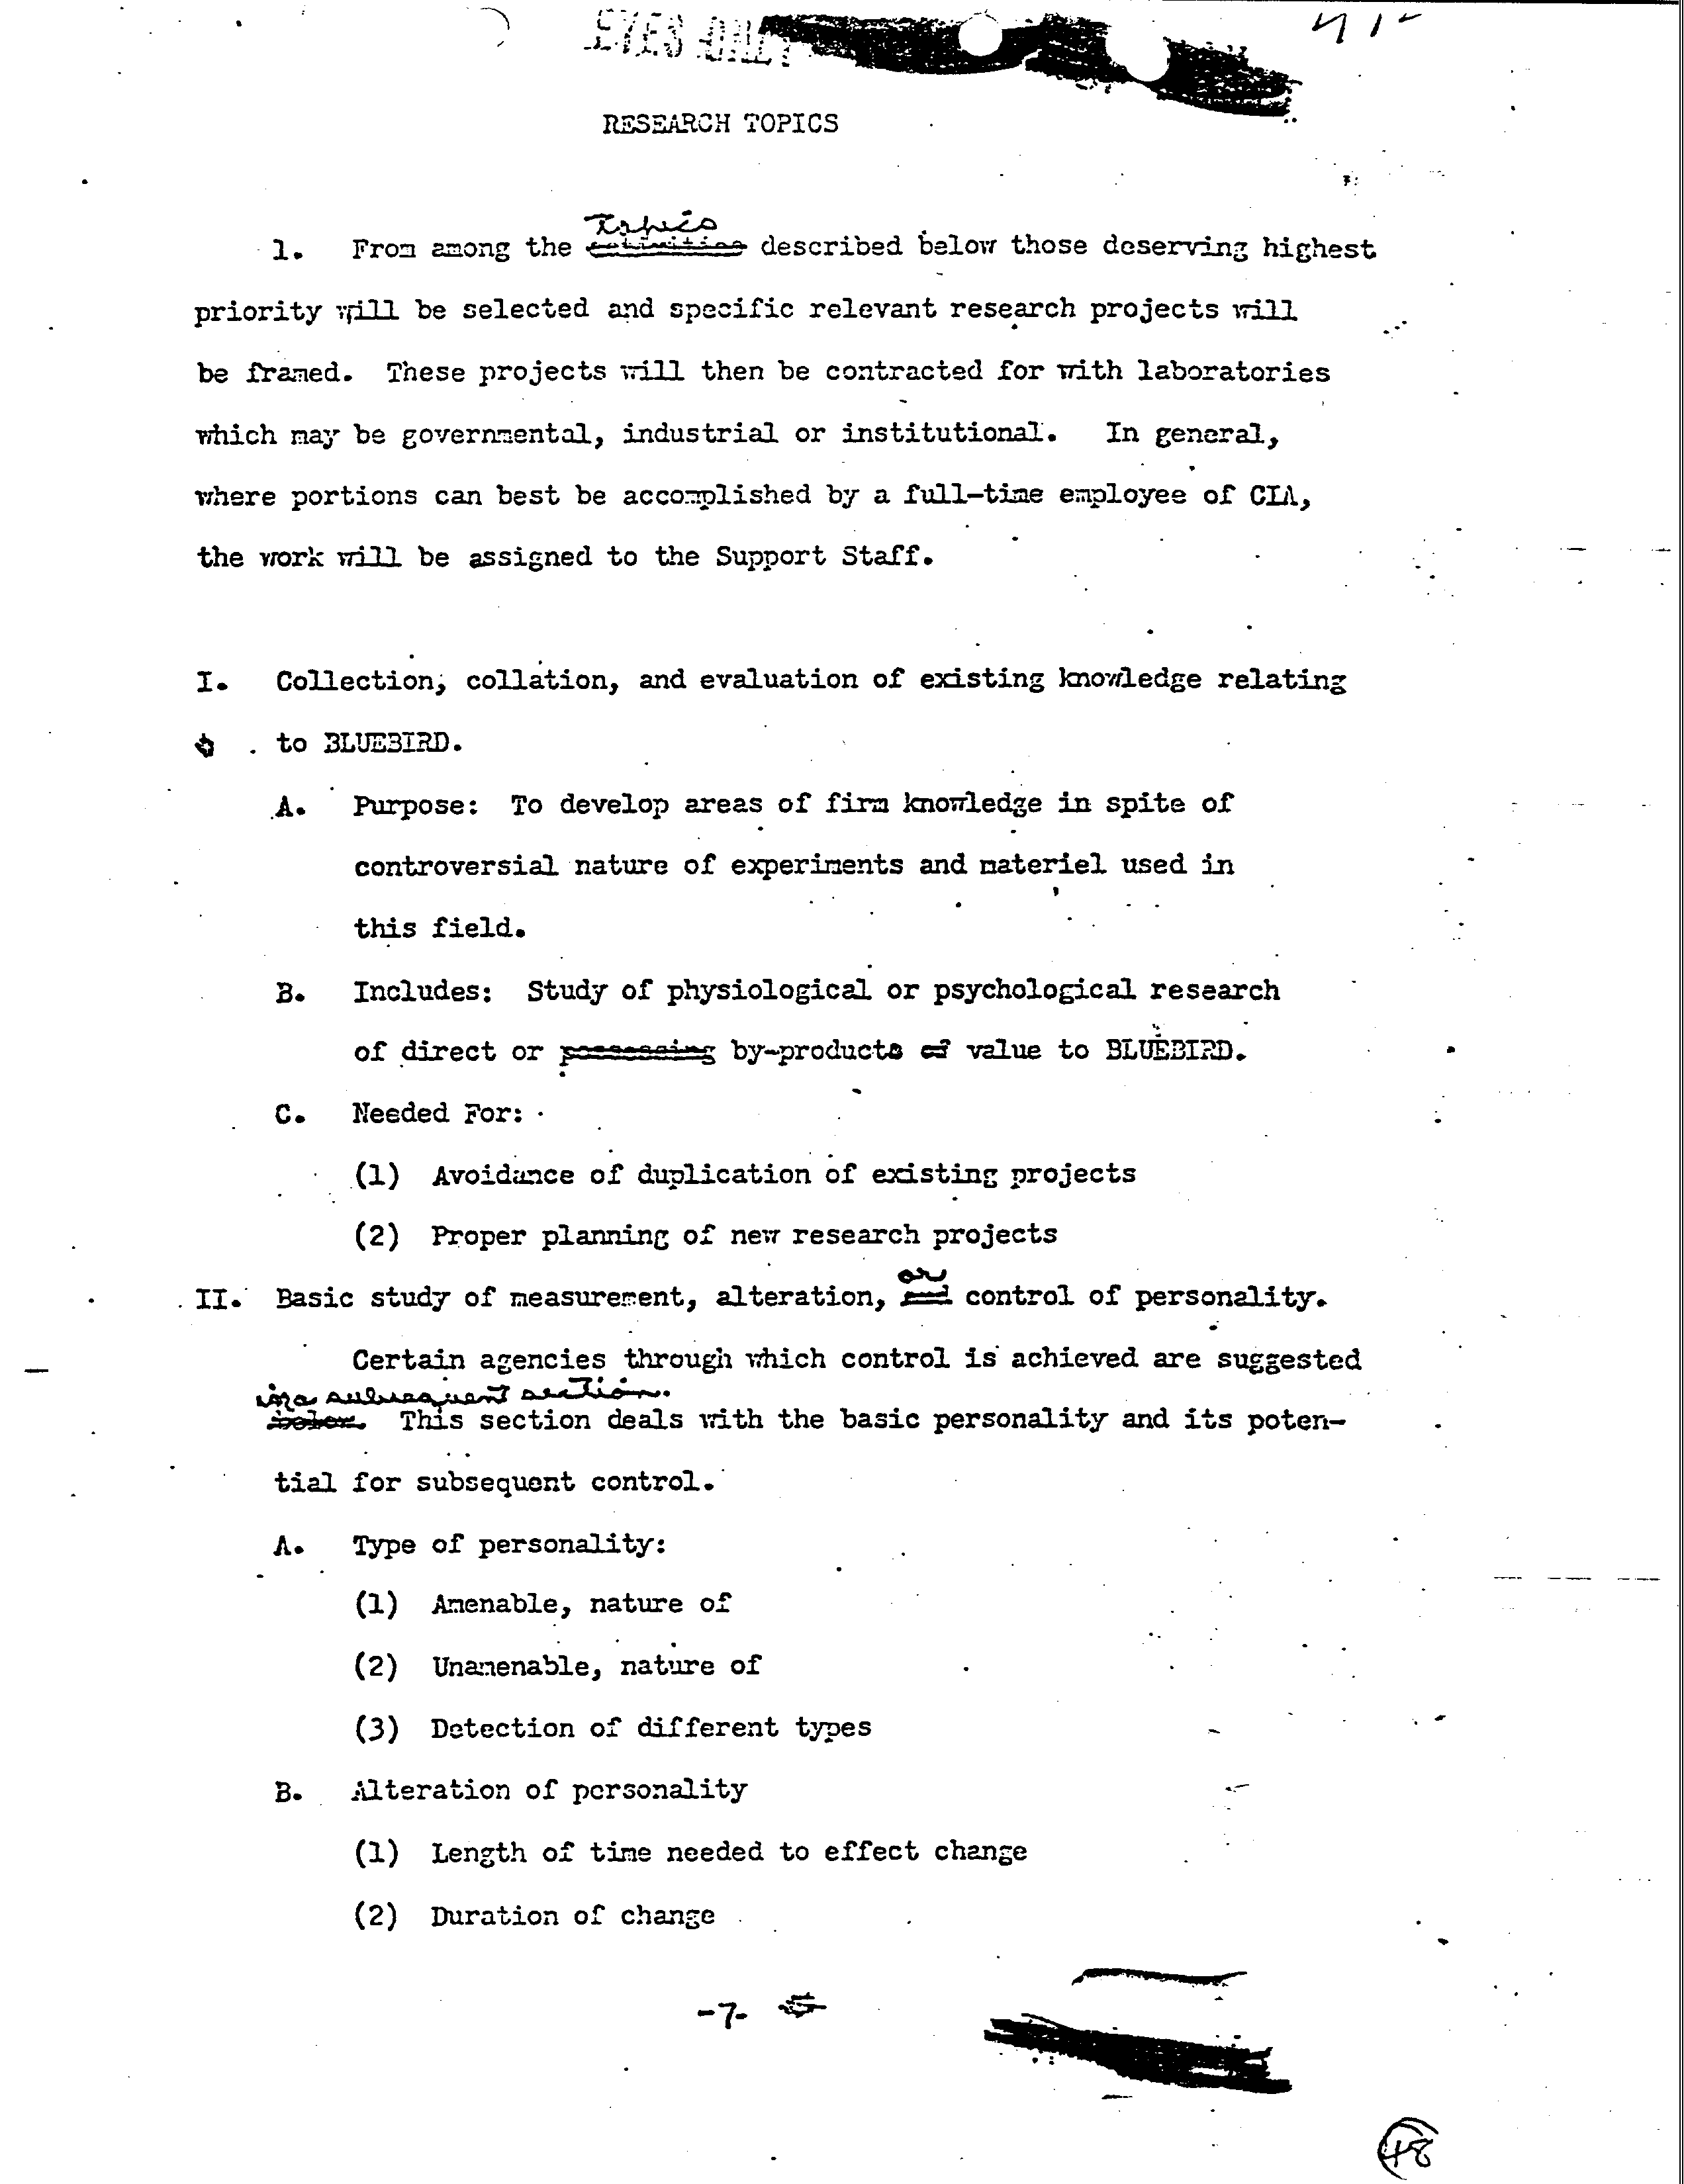 EYES ONLY
RESEARCH TOPICS
Topics
1. From among the activities described below those deserving highest
priority will be selected and specific relevant research projects will
be framed. These projects will then be contracted for with laboratories
which may be governmental, industrial or institutional. In general,
where portions can best be accomplished by a full-time employee of CIA,
the work will be assigned to the Support Staff.
I. Collection, collation, and evaluation of existing knowledge relating
to BLUEBIRD.
A. Purpose: To develop areas of firm knowledge in spite of
controversial nature of experiments and materiel used in
this field.
B. Includes: Study of physiological or psychological research
of direct or possessing by-products of value to BLUEBIRD.
C. Needed For:
(1) Avoidance of duplication of existing projects
(2) Proper planning of new research projects
or
II. Basic study of measurement, alteration, and control of personality.
Certain agencies through which control is achieved are suggested
in a subsequent section.
below. This section deals with the basic personality and its poten-
tial for subsequent control.
A. Type of personality:
(1) Amenable, nature of
(2) Unamenable, nature of
(3) Detection of different types
B. Alteration of personality
(1) Length of time needed to effect change
(2) Duration of change
-7-
48